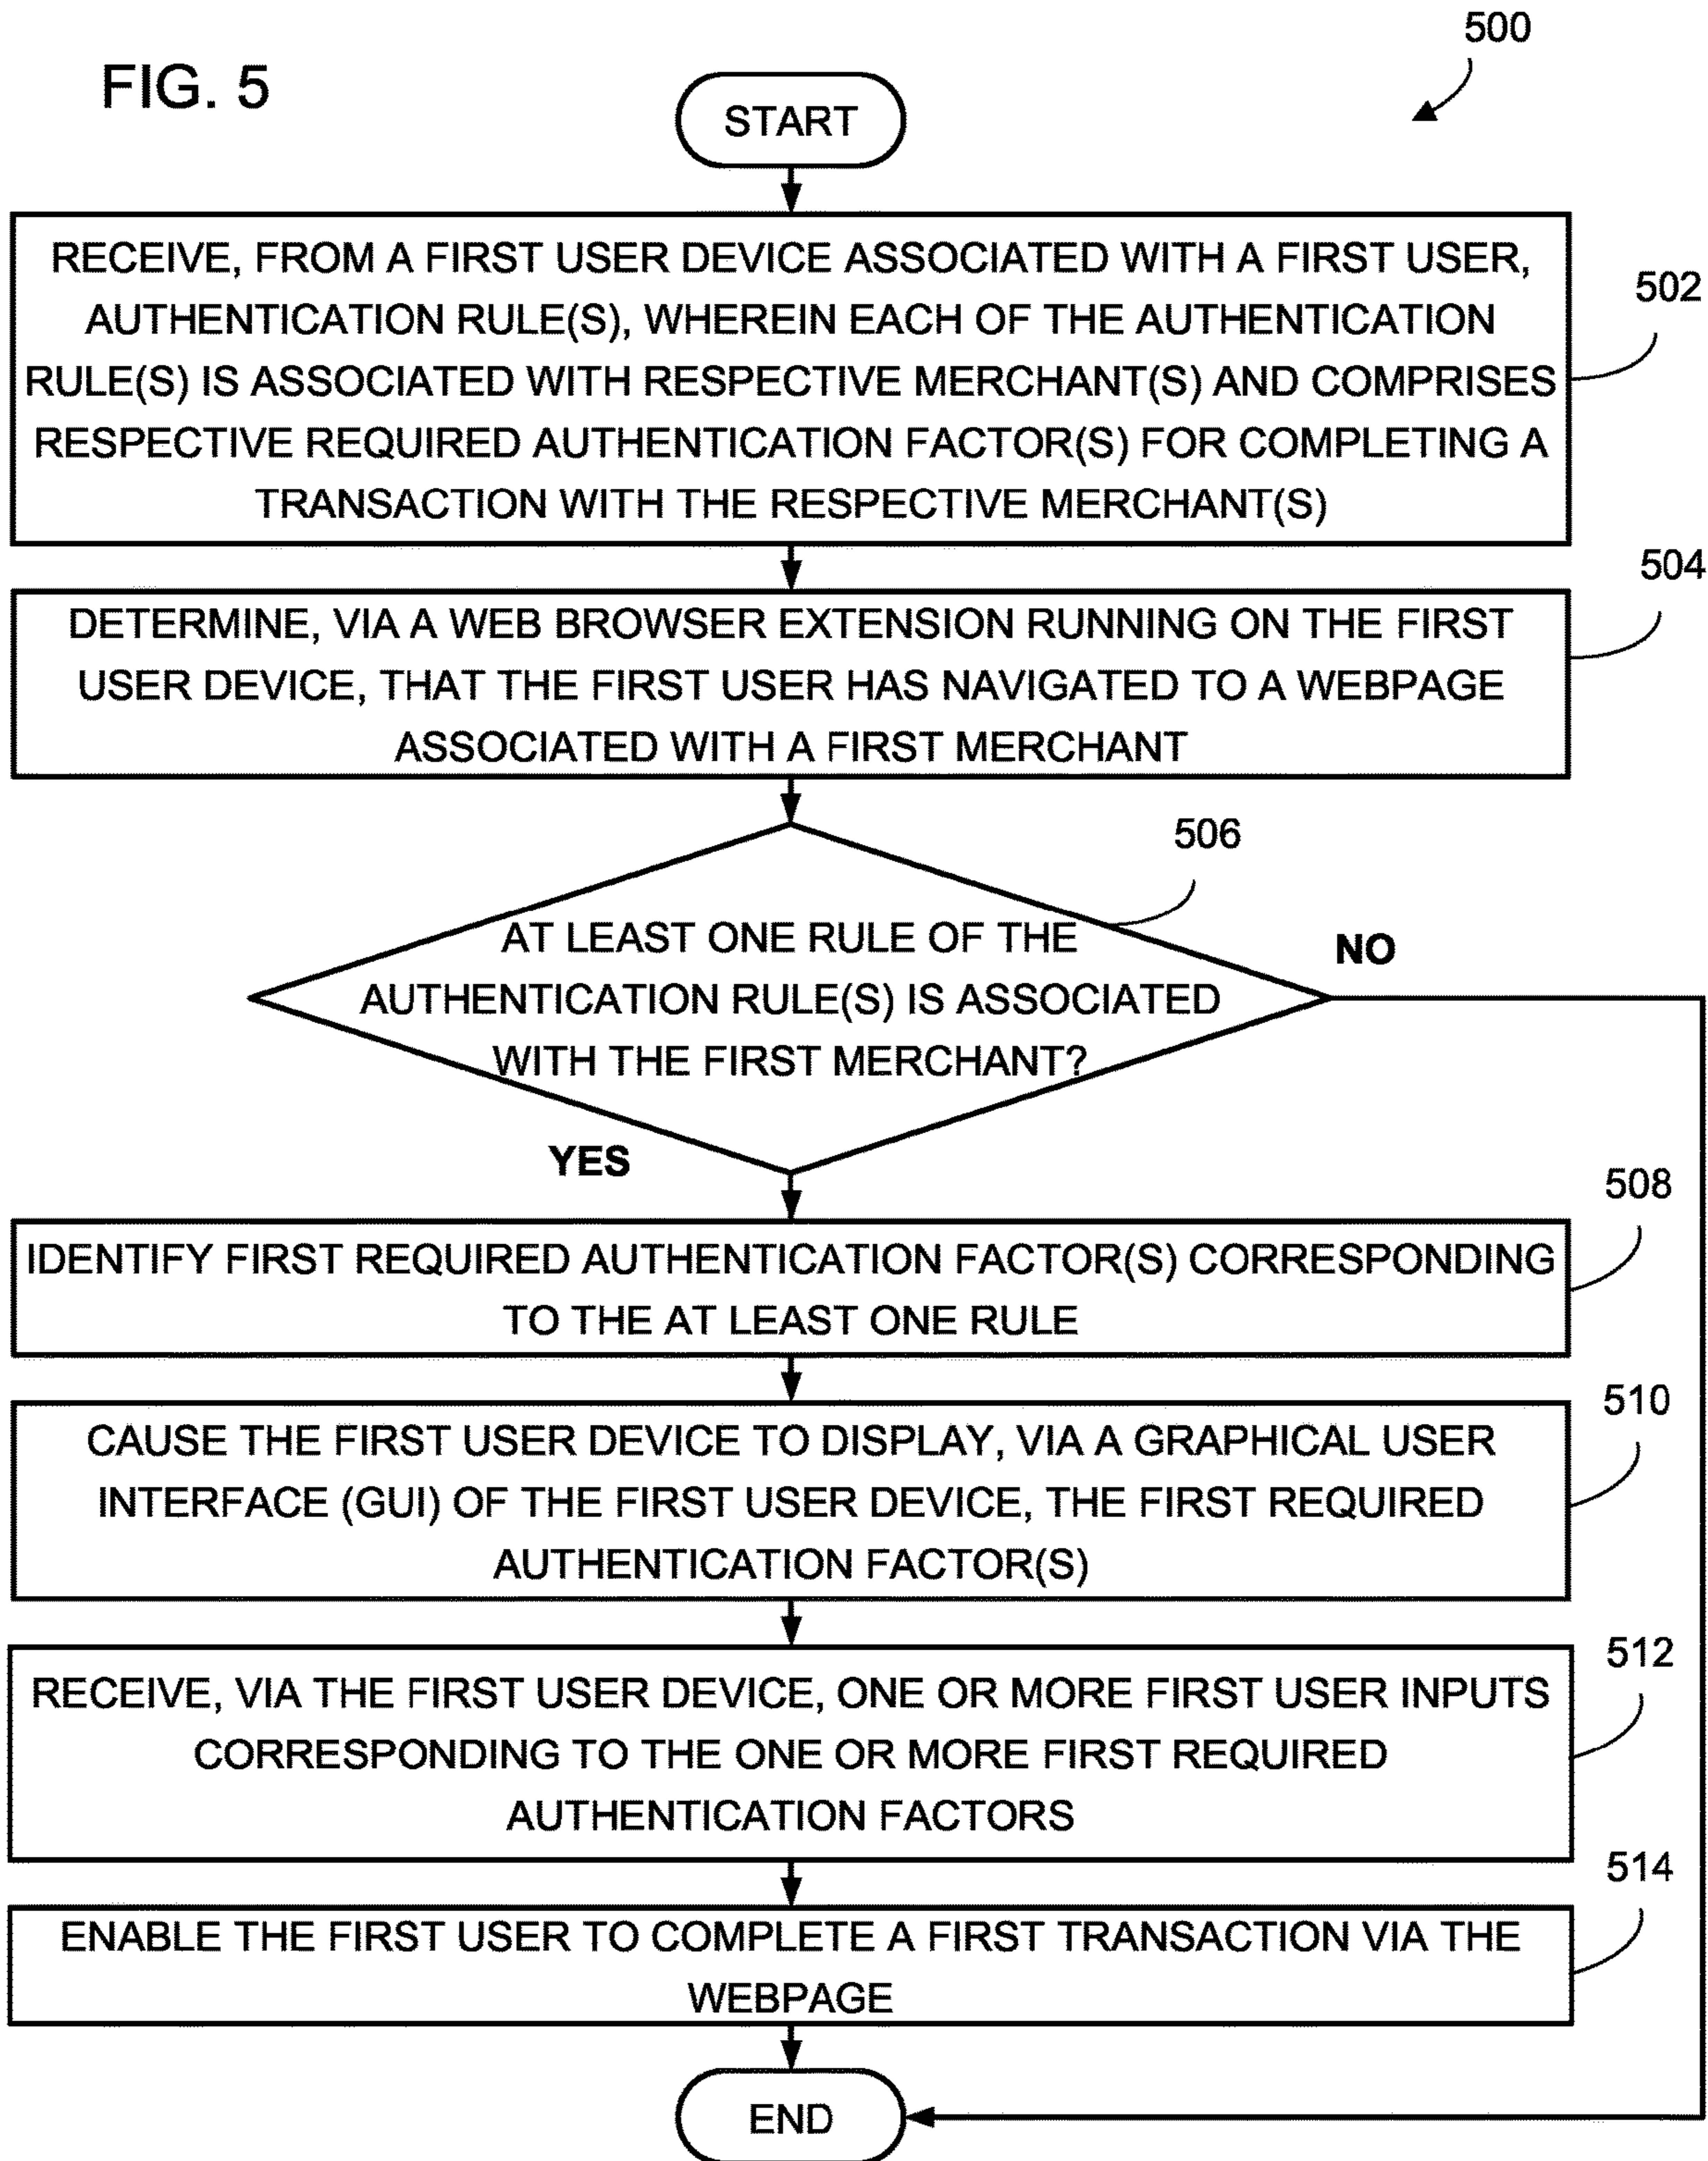 500
FIG. 5
START
RECEIVE, FROM A FIRST USER DEVICE ASSOCIATED WITH A FIRST USER,
AUTHENTICATION RULE(S), WHEREIN EACH OF THE AUTHENTICATION
RULE(S) IS ASSOCIATED WITH RESPECTIVE MERCHANT(S) AND COMPRISES
RESPECTIVE REQUIRED AUTHENTICATION FACTOR(S) FOR COMPLETING A
TRANSACTION WITH THE RESPECTIVE MERCHANT(S)
502
504
DETERMINE, VIA A WEB BROWSER EXTENSION RUNNING ON THE FIRST
USER DEVICE, THAT THE FIRST USER HAS NAVIGATED TO A WEBPAGE
ASSOCIATED WITH A FIRST MERCHANT
506
AT LEAST ONE RULE OF THE
AUTHENTICATION RULE(S) IS ASSOCIATED
WITH THE FIRST MERCHANT?
NO
YES
508
IDENTIFY FIRST REQUIRED AUTHENTICATION FACTOR(S) CORRESPONDING
TO THE AT LEAST ONE RULE
510
CAUSE THE FIRST USER DEVICE TO DISPLAY, VIA A GRAPHICAL USER
INTERFACE (GUI) OF THE FIRST USER DEVICE, THE FIRST REQUIRED
AUTHENTICATION FACTOR(S)
512
RECEIVE, VIA THE FIRST USER DEVICE, ONE OR MORE FIRST USER INPUTS
CORRESPONDING TO THE ONE OR MORE FIRST REQUIRED
AUTHENTICATION FACTORS
514
ENABLE THE FIRST USER TO COMPLETE A FIRST TRANSACTION VIA THE
WEBPAGE
END